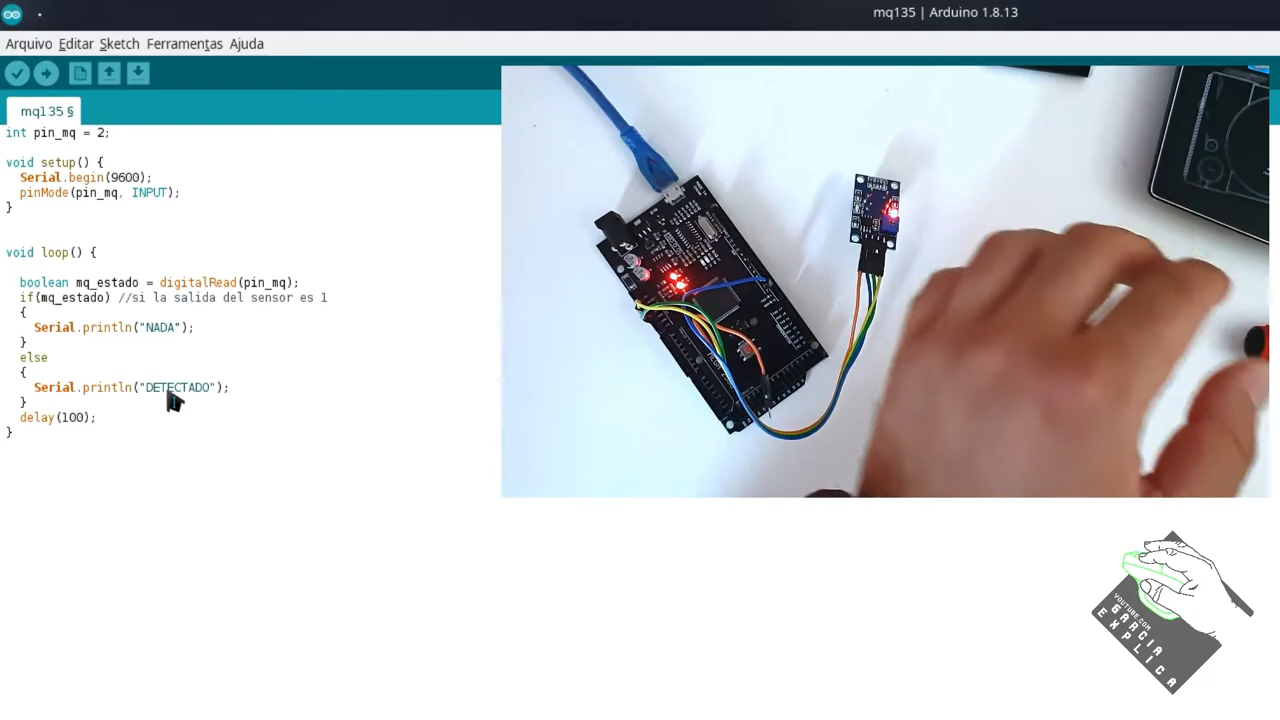 mq135 | Arduino 1.8.13
Arquivo Editar Sketch Ferramentas Ajuda
mq135 §
int pin_mq = 2;
void setup() {
Serial.begin(9600);
pinMode(pin_mq, INPUT);
}
void loop() {
boolean mq_estado = digitalRead(pin_mq);
if(mq_estado) //si la salida del sensor es 1
{
Serial.println("NADA");
}
else
{
Serial.println("DETECTADO");
}
delay(100);
}
YOUTUBE.COM
GARCIA
EXPLICA